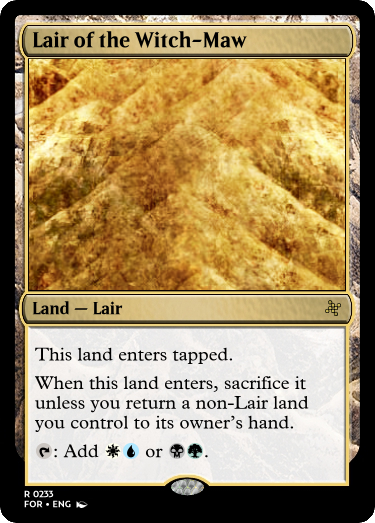 Lair of the Witch-Maw
Land — Lair
This land enters tapped.
When this land enters, sacrifice it
unless you return a non-Lair land
you control to its owner's hand.
: Add or .
R 0233
FOR • ENG